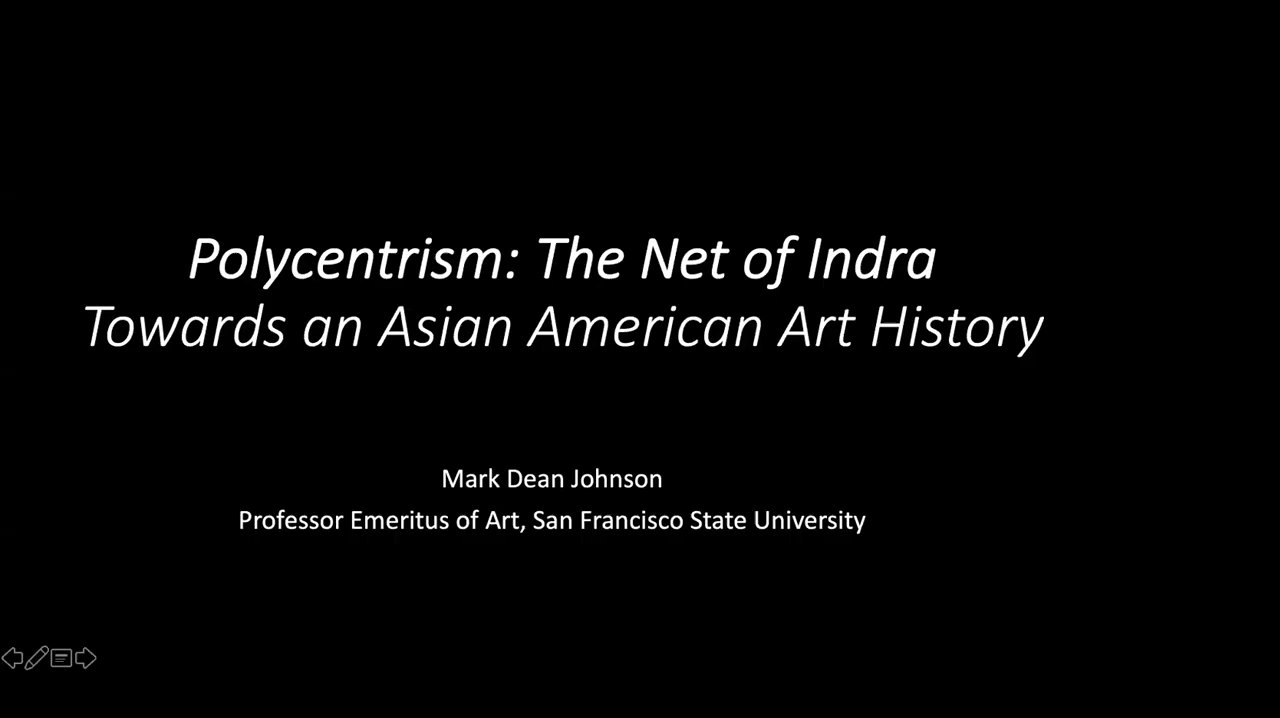 Polycentrism: The Net of Indra
Towards an Asian American Art History
Mark Dean Johnson
Professor Emeritus of Art, San Francisco State University